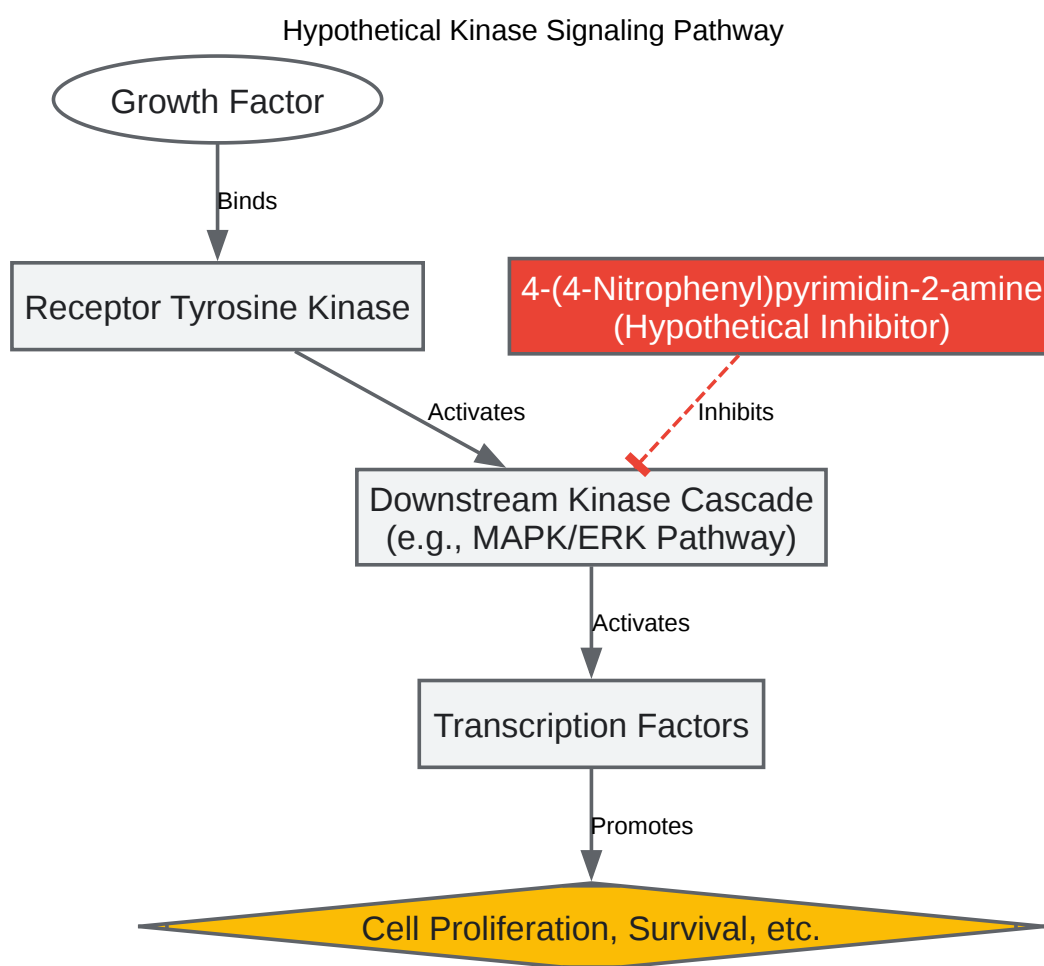 Hypothetical Kinase Signaling Pathway
Growth Factor
Binds
Receptor Tyrosine Kinase
4-(4-Nitrophenyl)pyrimidin-2-amine
(Hypothetical Inhibitor)
Activates
Inhibits
Downstream Kinase Cascade
(e.g., MAPK/ERK Pathway)
Activates
Transcription Factors
Promotes
Cell Proliferation, Survival, etc.